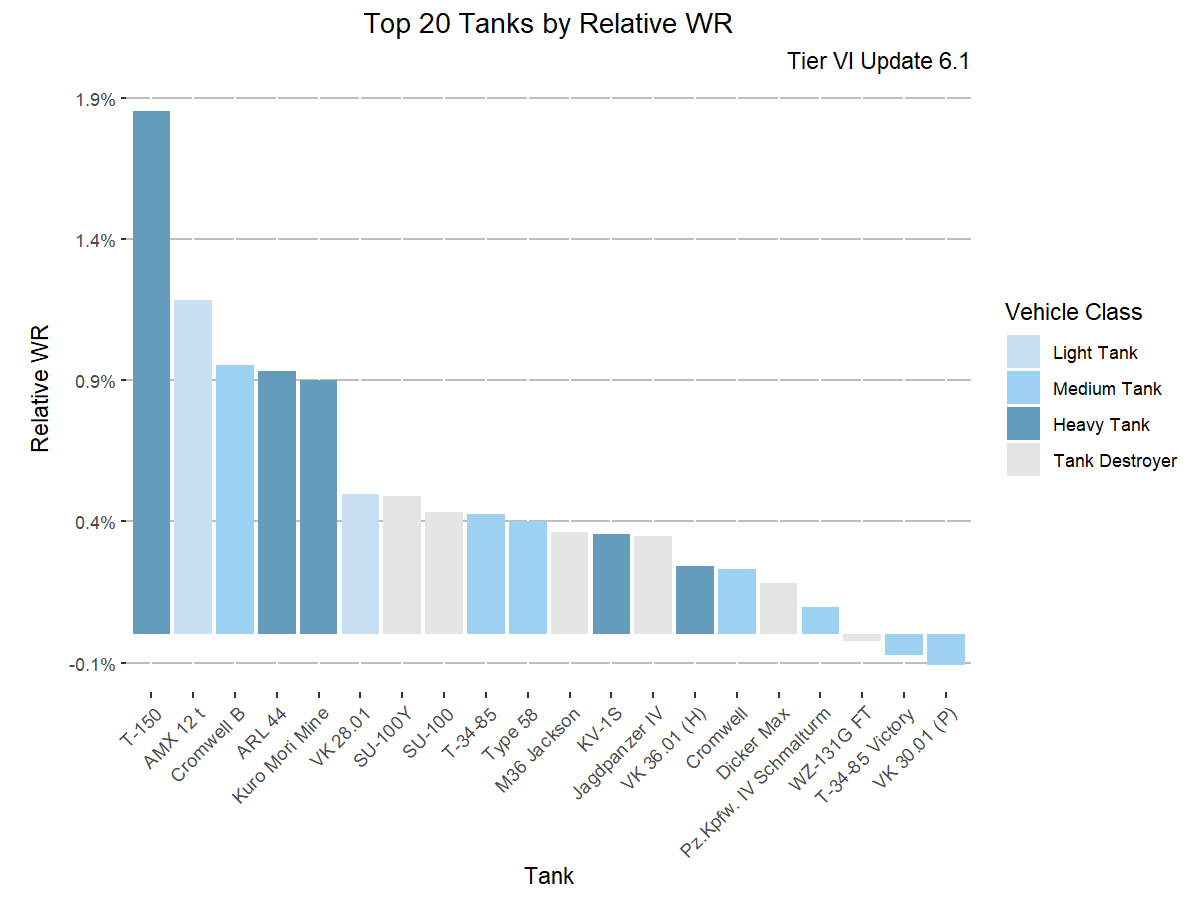 Top 20 Tanks by Relative WR
Tier VI Update 6.1
1.9%
1.4%
0.9%
0.4%
-0.1%
Relative WR
T-150
AMX 12 t
Cromwell B
ARL 44
Kuro Mori Mine
VK 28.01
SU-100Y
SU-100
T-34-85
Type 58
M36 Jackson
KV-1S
Jagdpanzer IV
VK 36.01 (H)
Cromwell
Dicker Max
Pz.Kpfw. IV Schmalturm
WZ-131G FT
T-34-85 Victory
VK 30.01 (P)
Tank
Vehicle Class
Light Tank
Medium Tank
Heavy Tank
Tank Destroyer